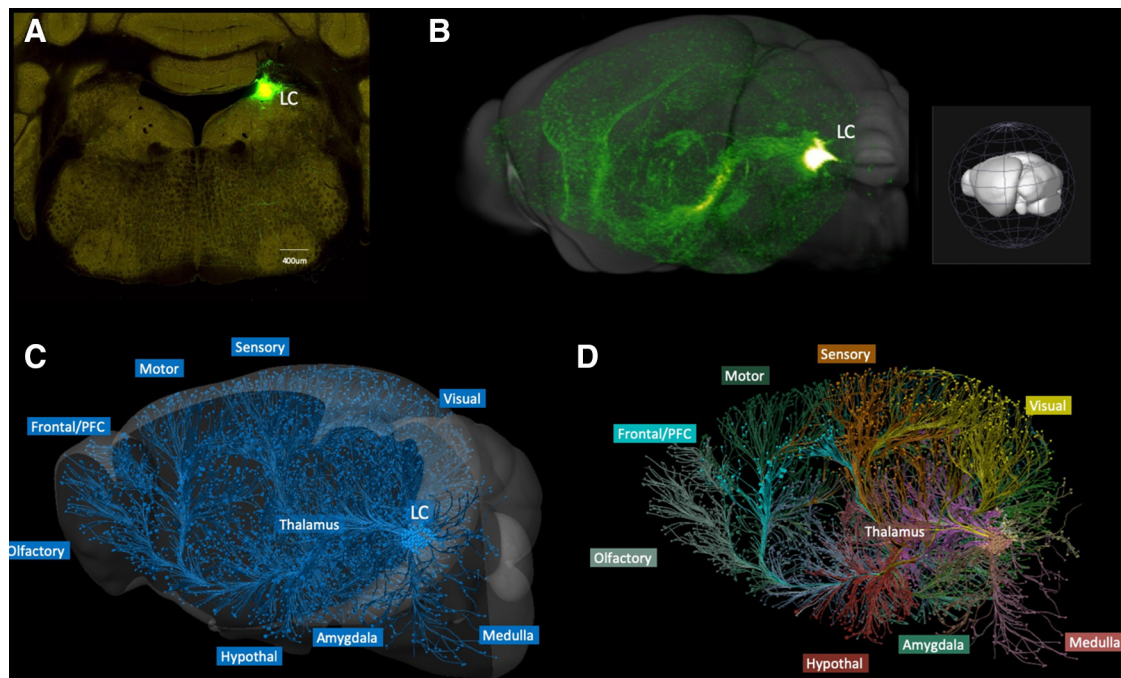 A
LC
400um
B
LC
C
Sensory
Motor
Visual
Frontal/PFC
LC
Thalamus
Olfactory
Amygdala
Medulla
Hypothal
D
Sensory
Motor
Visual
Frontal/PFC
Thalamus
Olfactory
Amygdala
Medulla
Hypothal